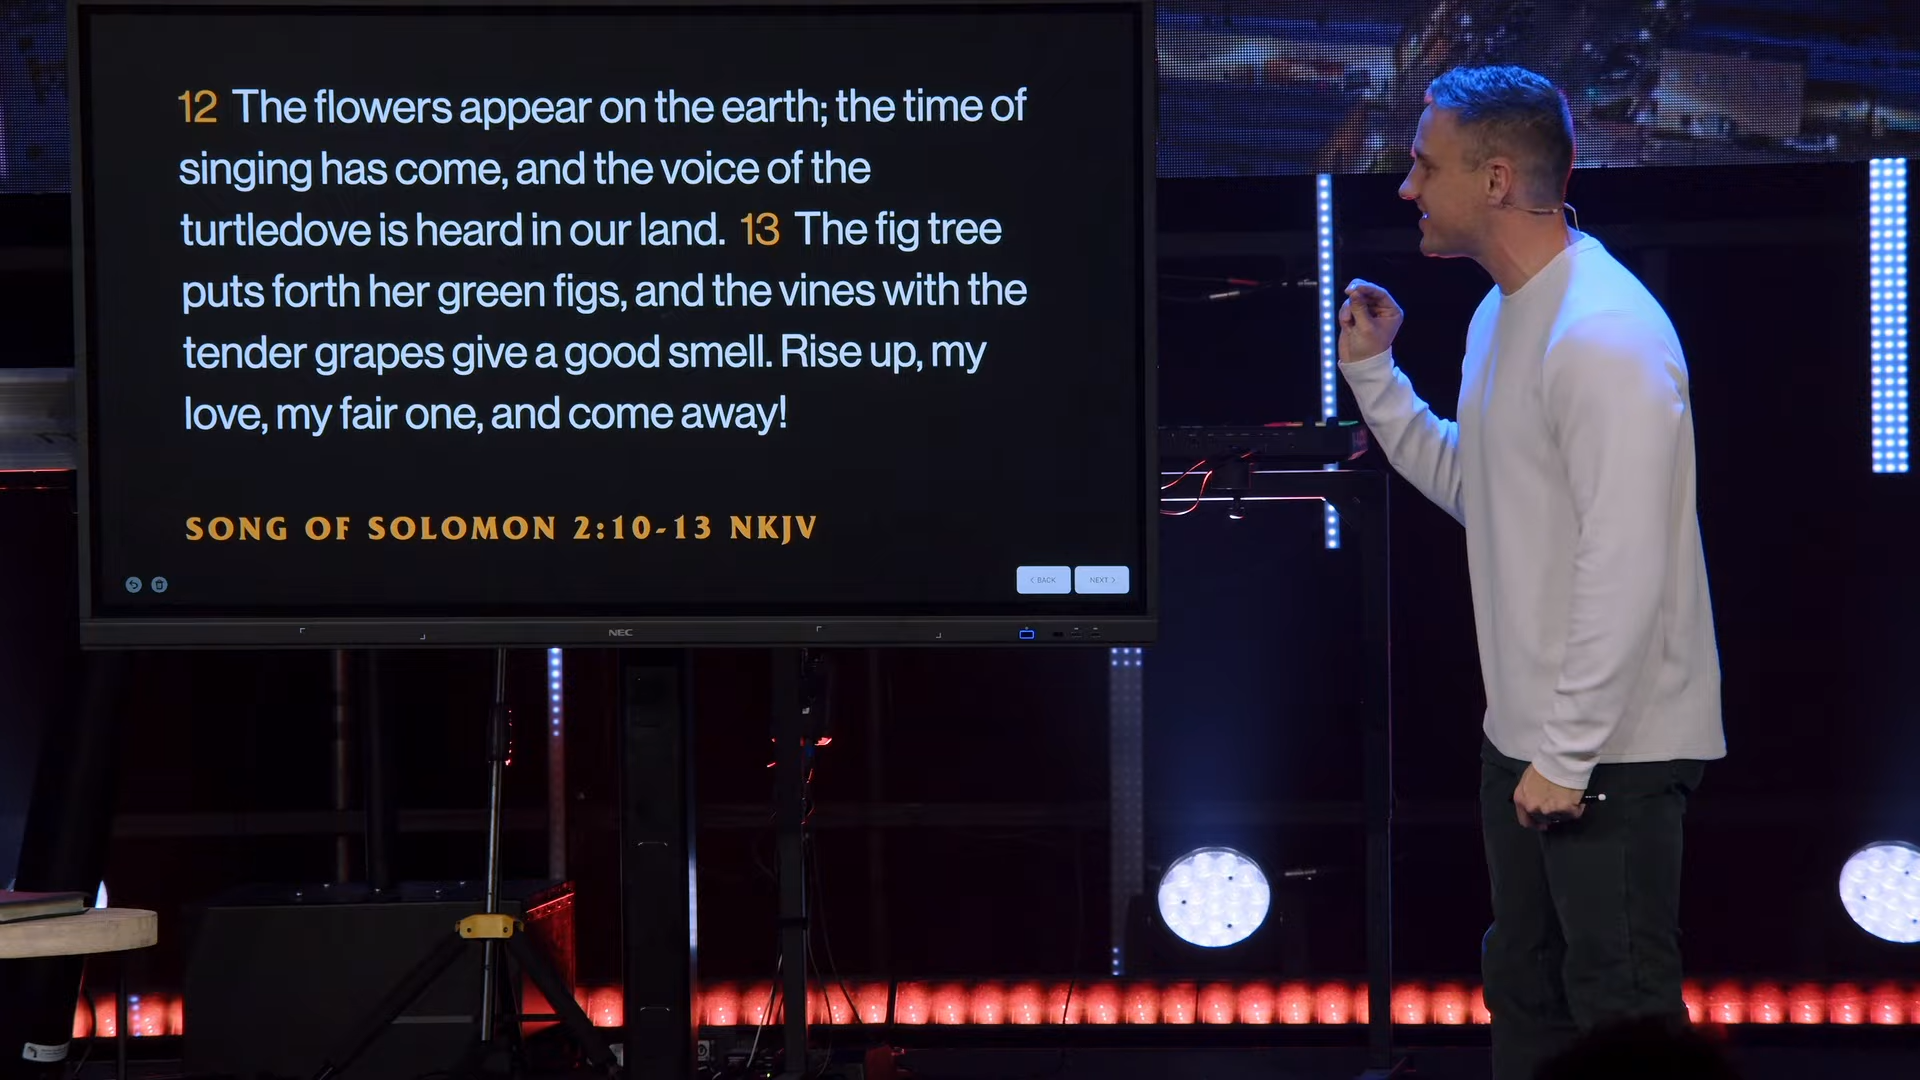 12 The flowers appear on the earth; the time of
singing has come, and the voice of the
turtledove is heard in our land. 13 The fig tree
puts forth her green figs, and the vines with the
tender grapes give a good smell. Rise up, my
love, my fair one, and come away!
SONG OF SOLOMON 2:10-13 NKJV
< BACK
NEXT >
NEC